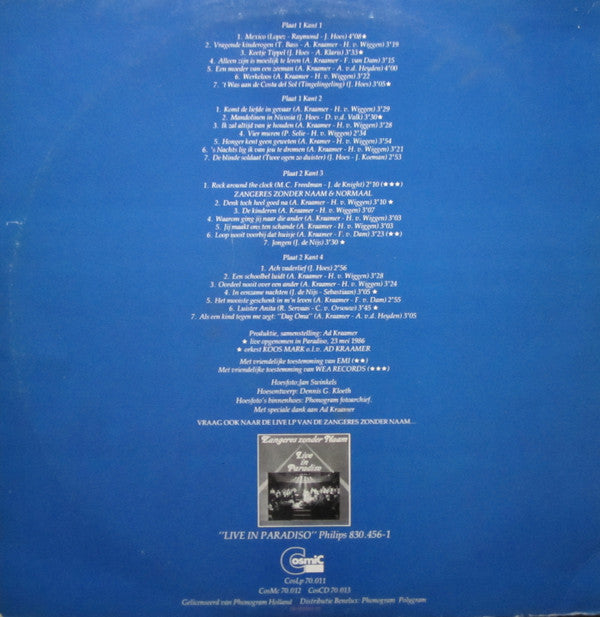 Plaat 1 Kant 1
1. Mexico (Lopez - Raymond - J. Hoes) 4"08★
2. Vragende kinderogen (T. Bass - A. Kraamer - H. v. Wiggen) 3"19
3. Keetje Tippel (J. Hoes - A. Klaris) 3"33★
4. Alleen zijn is moeilijk te leren (A. Kraamer - F. van Dam) 3"15
5. Een moeder van een zeeman (A. Kraamer - A. v.d. Heyden) 4"00
6. Werkeloos (A. Kraamer - H. v. Wiggen) 3"22
7. 't Was aan de Costa del Sol (Tingelingeling) (J. Hoes) 3"05★
Plaat 1 Kant 2
1. Komt de liefde in gevaar (A. Kraamer - H. v. Wiggen) 3"29
2. Mandolinen in Nicosia (J. Hoes - D. v.d. Valk) 3"30★
3. Ik zal altijd van je houden (A. Kraamer - H. v. Wiggen) 3"28
4. Vier muren (P. Selie - H. v. Wiggen) 2"34
5. Honger kent geen geweten (A. Kraamer - H. v. Wiggen) 3"54
6. 's Nachts lig ik van jou te dromen (A. Kraamer - H. v. Wiggen) 3"21
7. De blinde soldaat (Twee ogen zo duister) (J. Hoes - J. Koeman) 2"53
Plaat 2 Kant 3
1. Rock around the clock (M.C. Freedman - J. de Knight) 2"10 (★★★)
ZANGERES ZONDER NAAM & NORMAAL
2. Denk toch heel goed na (A. Kraamer - H. v. Wiggen) 3"10 ★
3. De kinderen (A. Kraamer - H. v. Wiggen) 3"07
4. Waarom ging jij naar die ander (A. Kraamer - H. v. Wiggen) 3"03
5. Jij maakt ons ten schande (A. Kraamer - H. v. Wiggen) 3"03
6. Loop nooit voorbij dat huisje (A. Kraamer - F. v. Dam) 3"23 (★★)
7. Jongen (J. de Nijs) 3"30 ★
Plaat 2 Kant 4
1. Ach vaderlief (J. Hoes) 2"56
2. Een schoolbel luidt (A. Kraamer - H. v. Wiggen) 3"28
3. Oordeel nooit over een ander (A. Kraamer - H. v. Wiggen) 3"24
4. In eenzame nachten (J. de Nijs - Sebastiaan) 3"05 ★
5. Het mooiste geschenk in m'n leven (A. Kraamer - F. v. Dam) 2"55
6. Luister Anita (R. Servaas - C. v. Orsouw) 3"45 ★
7. Als een kind tegen me zegt: "Dag Oma" (A. Kraamer - A. v.d. Heyden) 3"05
Produktie, samenstelling: Ad Kraamer
★ live opgenomen in Paradiso, 23 mei 1986
★ orkest KOOS MARK o.l.v. AD KRAAMER
Met vriendelijke toestemming van EMI (★★)
Met vriendelijke toestemming van WEA RECORDS (★★★)
Hoesfoto: Jan Swinkels
Hoesontwerp: Dennis G. Kloeth
Hoesfoto's binnenhoes: Phonogram fotoarchief.
Met speciale dank aan Ad Kraamer
VRAAG OOK NAAR DE LIVE LP VAN DE ZANGERES ZONDER NAAM...
Zangeres zonder Naam
Live
in
Paradiso
"LIVE IN PARADISO" Philips 830.456-1
Cosmic
CosLp 70.011
CosMc 70.012 CosCD 70.013
Gelicenseerd van Phonogram Holland Distributie Benelux: Phonogram Polygram